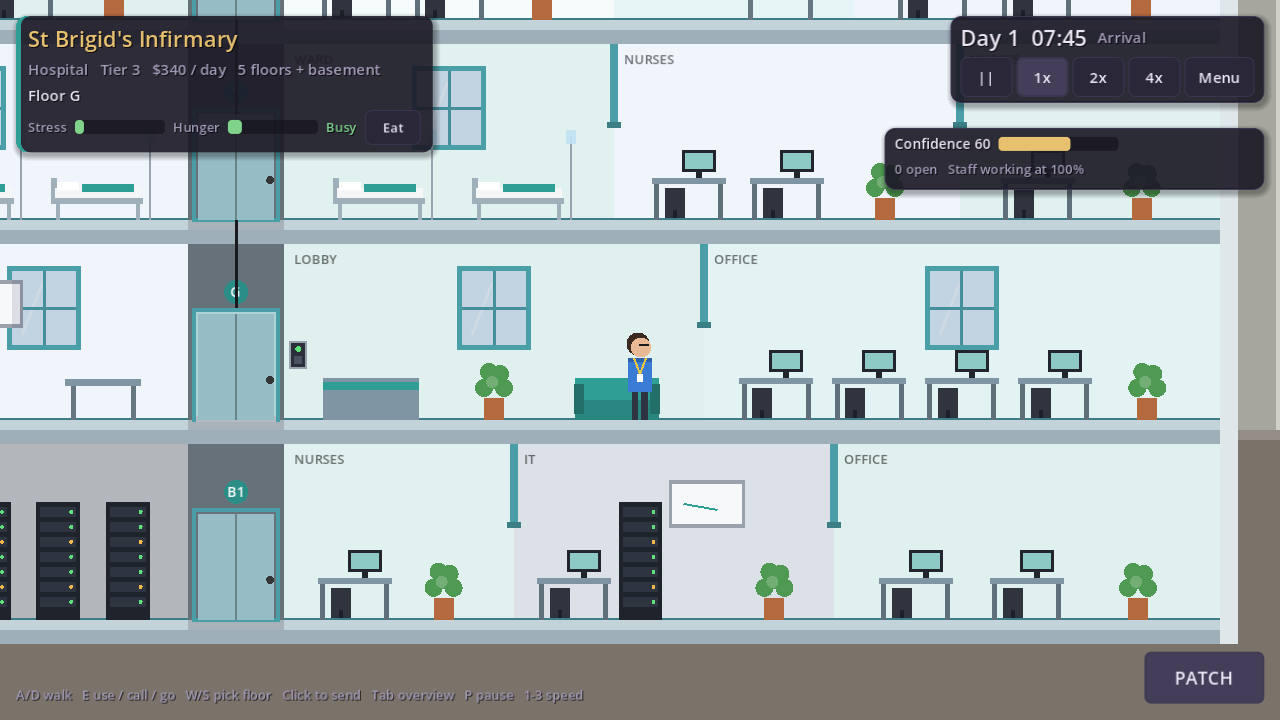 St Brigid's Infirmary
Hospital Tier 3 $340 / day 5 floors + basement
Floor G
Stress Hunger Busy Eat
WARD
NURSES
Day 1 07:45 Arrival
|| 1x 2x 4x Menu
Confidence 60
0 open Staff working at 100%
G
LOBBY
OFFICE
B1
NURSES
IT
OFFICE
A/D walk E use / call / go W/S pick floor Click to send Tab overview P pause 1-3 speed
PATCH